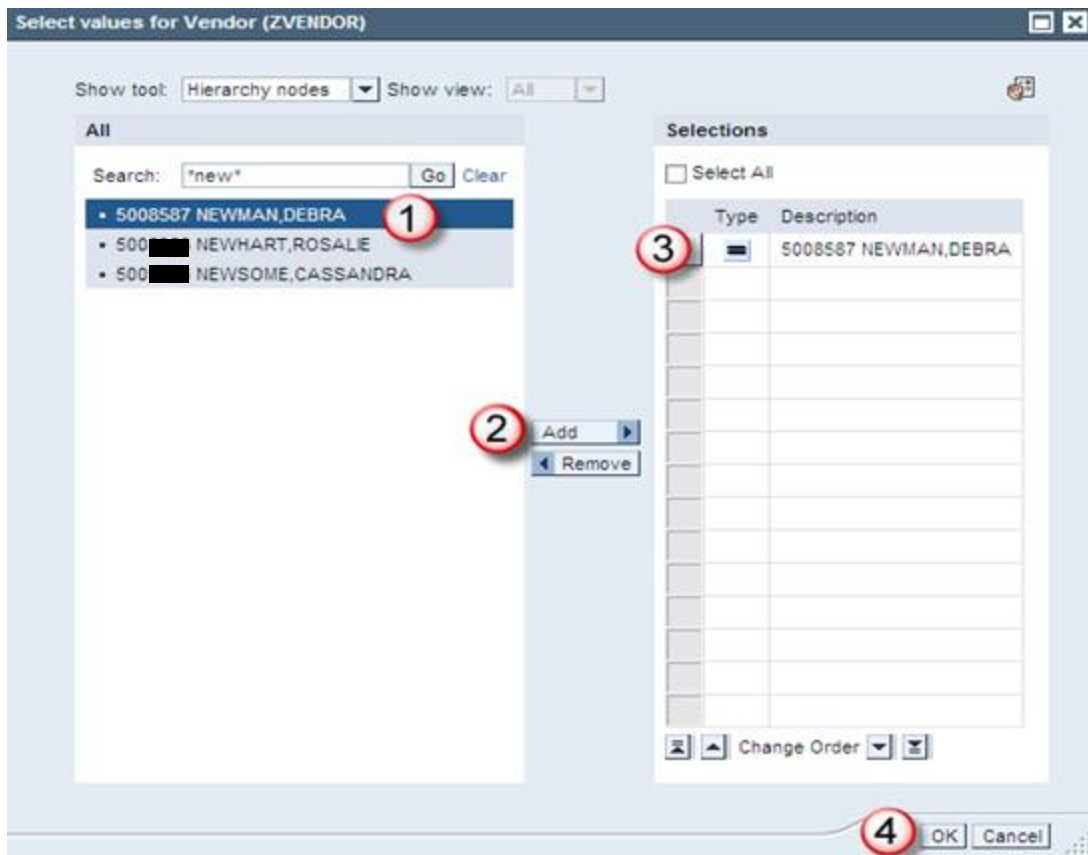 Select values for Vendor (ZVENDOR)
Show tool: Hierarchy nodes Show view: All
All
Search: *new* Go Clear
• 5008587 NEWMAN,DEBRA 1
• 500 NEWHART,ROSALIE
• 500 NEWSOME,CASSANDRA
2 Add
Remove
Selections
Select All
Type Description
3 5008587 NEWMAN,DEBRA
Change Order
4 OK Cancel